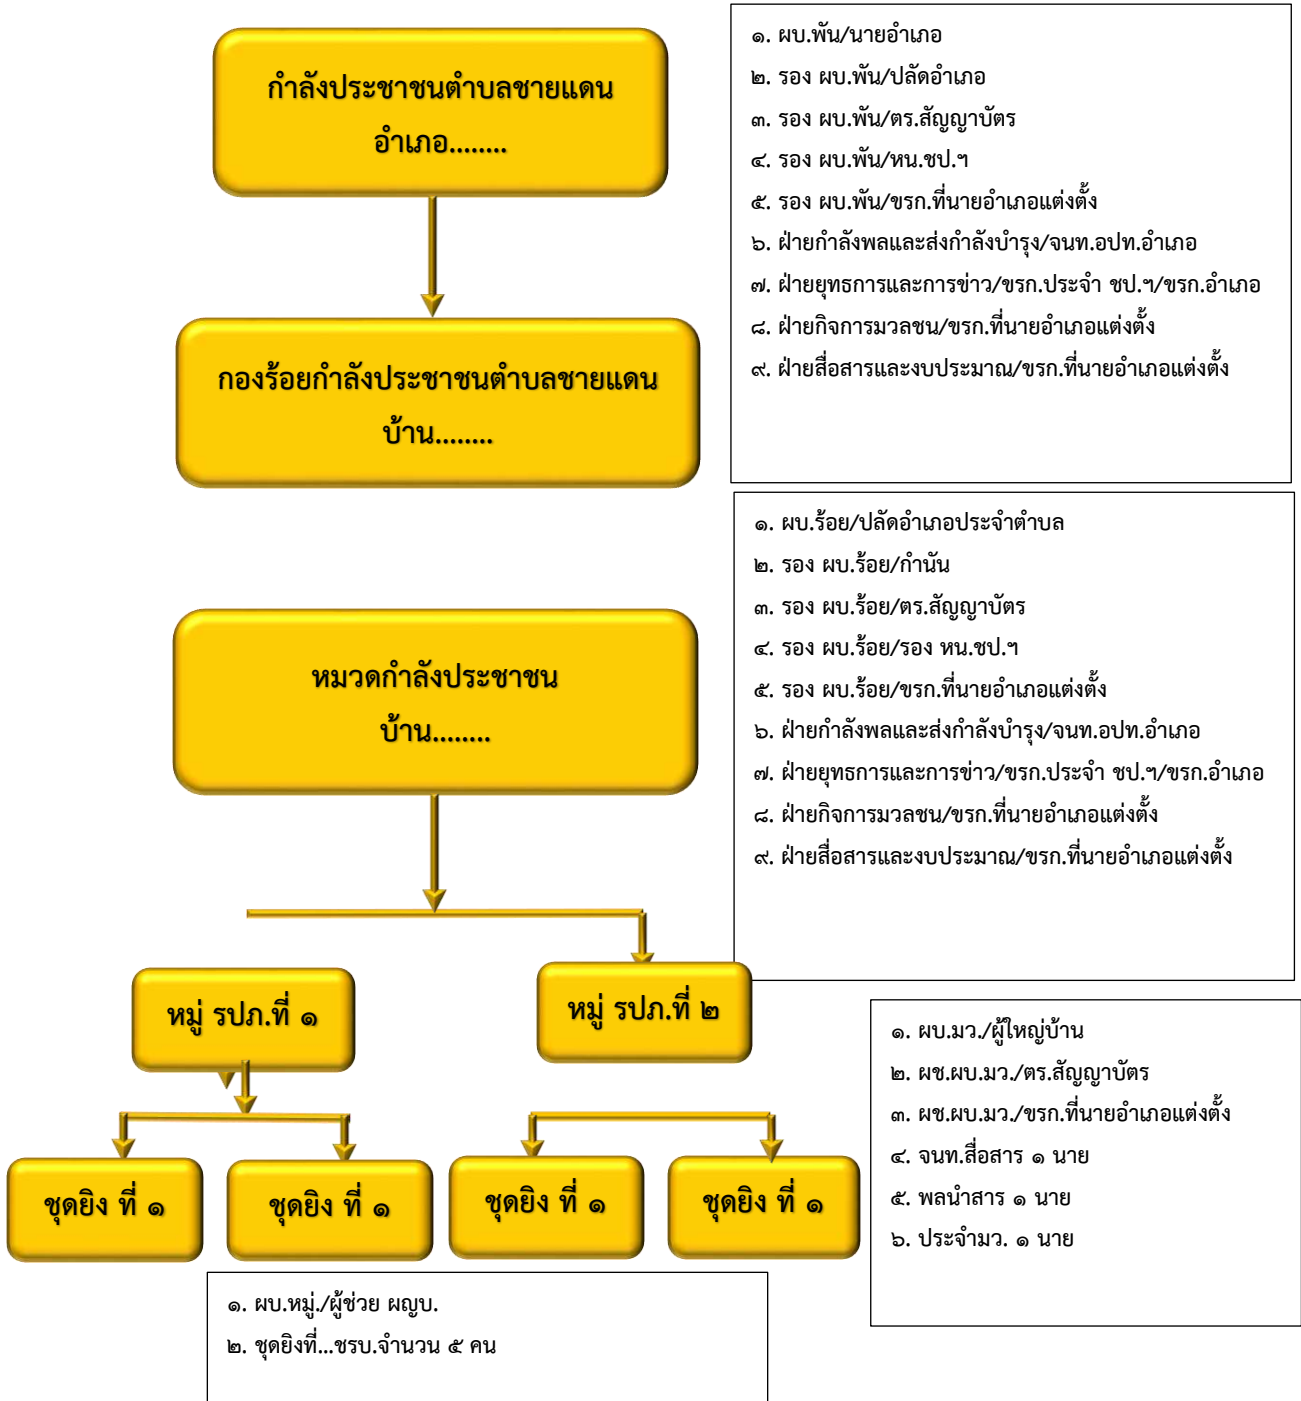 กำลังประชาชนตำบลชายแดน
อำเภอ........
๑. ผบ.พัน/นายอำเภอ
๒. รอง ผบ.พัน/ปลัดอำเภอ
๓. รอง ผบ.พัน/ตร.สัญญาบัตร
๔. รอง ผบ.พัน/หน.ชป.ฯ
๕. รอง ผบ.พัน/ขรก.ที่นายอำเภอแต่งตั้ง
๖. ฝ่ายกำลังพลและส่งกำลังบำรุง/จนท.อปท.อำเภอ
๗. ฝ่ายยุทธการและการข่าว/ขรก.ประจำ ชป.ฯ/ขรก.อำเภอ
๘. ฝ่ายกิจการมวลชน/ขรก.ที่นายอำเภอแต่งตั้ง
๙. ฝ่ายสื่อสารและงบประมาณ/ขรก.ที่นายอำเภอแต่งตั้ง
กองร้อยกำลังประชาชนตำบลชายแดน
บ้าน........
๑. ผบ.ร้อย/ปลัดอำเภอประจำตำบล
๒. รอง ผบ.ร้อย/กำนัน
๓. รอง ผบ.ร้อย/ตร.สัญญาบัตร
๔. รอง ผบ.ร้อย/รอง หน.ชป.ฯ
๕. รอง ผบ.ร้อย/ขรก.ที่นายอำเภอแต่งตั้ง
๖. ฝ่ายกำลังพลและส่งกำลังบำรุง/จนท.อปท.อำเภอ
๗. ฝ่ายยุทธการและการข่าว/ขรก.ประจำ ชป.ฯ/ขรก.อำเภอ
๘. ฝ่ายกิจการมวลชน/ขรก.ที่นายอำเภอแต่งตั้ง
๙. ฝ่ายสื่อสารและงบประมาณ/ขรก.ที่นายอำเภอแต่งตั้ง
หมวดกำลังประชาชน
บ้าน........
หมู่ รปภ.ที่ ๑
หมู่ รปภ.ที่ ๒
๑. ผบ.มว./ผู้ใหญ่บ้าน
๒. ผช.ผบ.มว./ตร.สัญญาบัตร
๓. ผช.ผบ.มว./ขรก.ที่นายอำเภอแต่งตั้ง
๔. จนท.สื่อสาร ๑ นาย
๕. พลนำสาร ๑ นาย
๖. ประจำมว. ๑ นาย
ชุดยิง ที่ ๑
ชุดยิง ที่ ๑
ชุดยิง ที่ ๑
ชุดยิง ที่ ๑
๑. ผบ.หมู่./ผู้ช่วย ผญบ.
๒. ชุดยิงที่...ชรบ.จำนวน ๕ คน